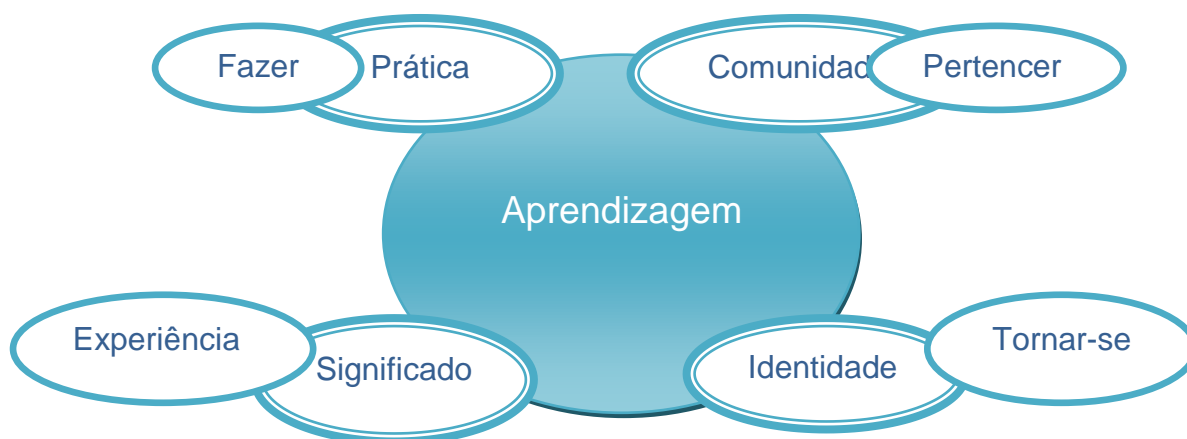 Fazer
Prática
Comunidad
Pertencer
Aprendizagem
Experiência
Significado
Identidade
Tornar-se